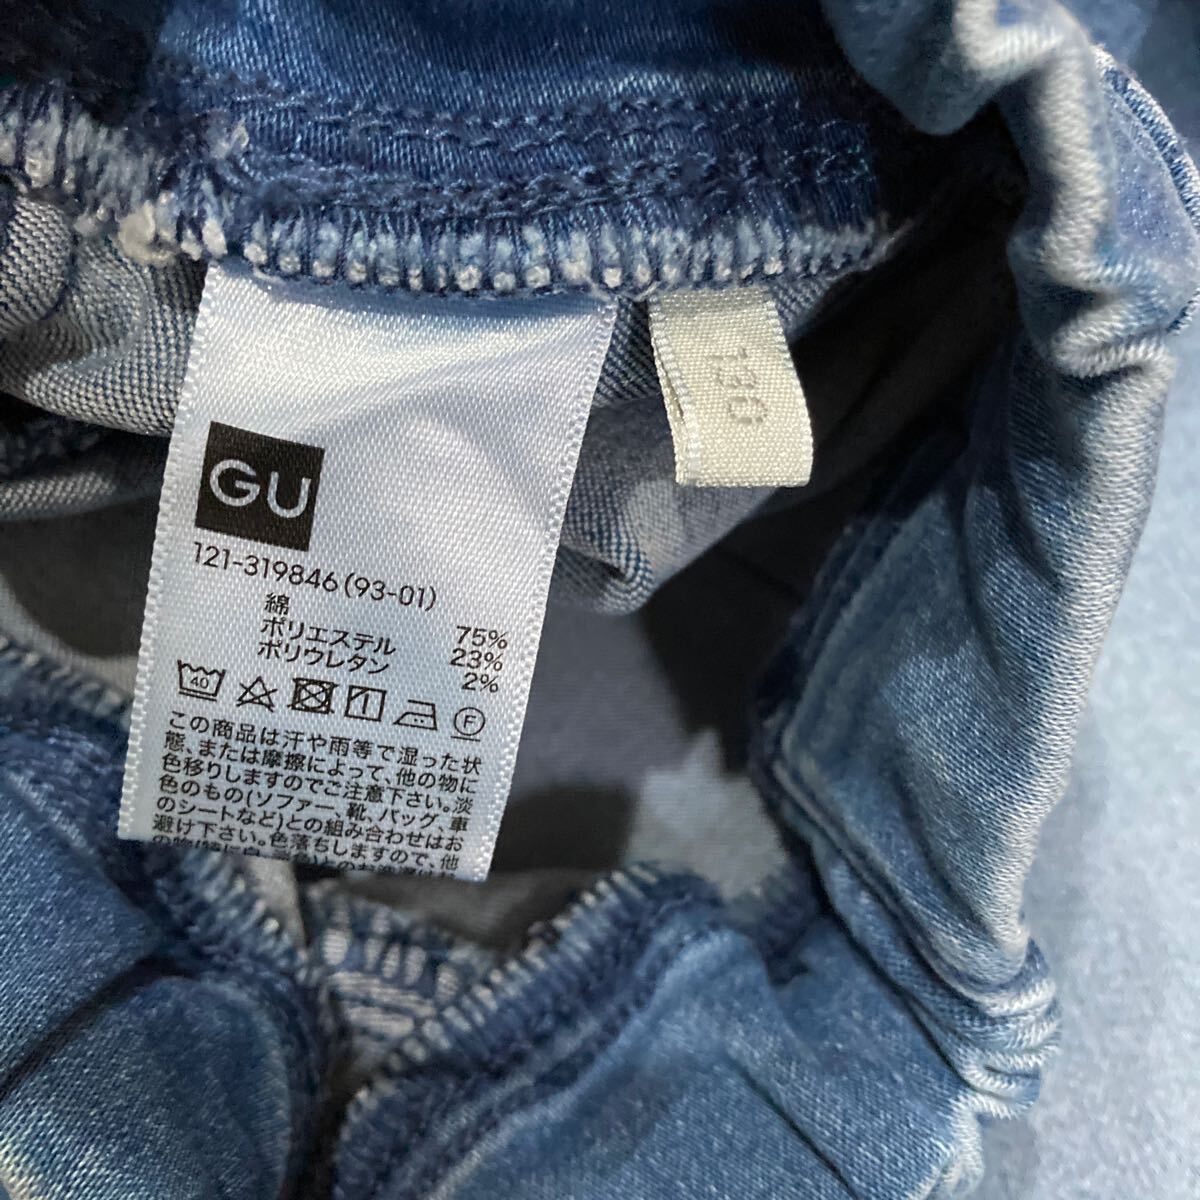 GU
130
121-319846(93-01)
綿 75%
ポリエステル 23%
ポリウレタン 2%
40
F
この商品は汗や雨等で湿った状
態、または摩擦によって、他の物に
色移りしますのでご注意下さい。淡
色のもの(ソファー、靴、バッグ、車
のシートなど)との組み合わせはお
避け下さい。色落ちしますので、他